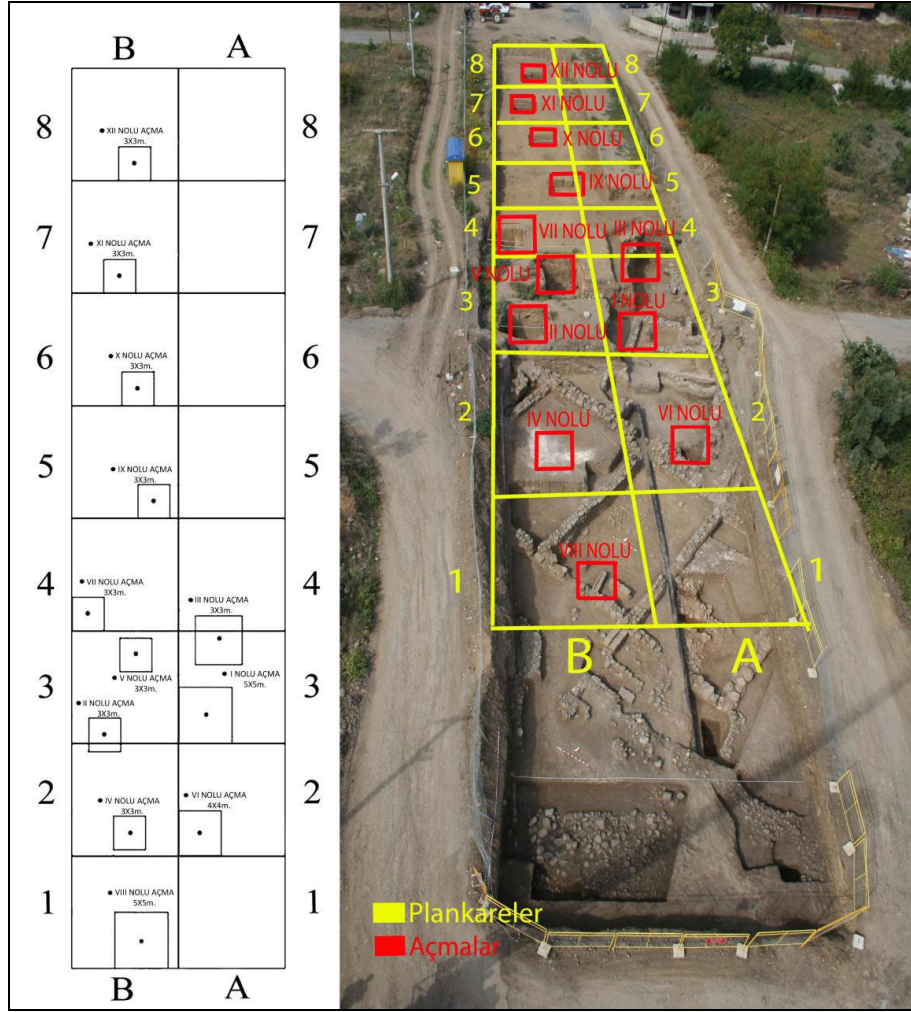 B A
8 8
XII NOLU AÇMA
3X3m.
7 7
XI NOLU AÇMA
3X3m.
6 6
X NOLU AÇMA
3X3m.
5 5
IX NOLU AÇMA
3X3m.
4 4
VII NOLU AÇMA
3X3m.
III NOLU AÇMA
3X3m.
3 3
V NOLU AÇMA
3X3m.
I NOLU AÇMA
5X5m.
II NOLU AÇMA
3X3m.
2 2
IV NOLU AÇMA
3X3m.
VI NOLU AÇMA
4X4m.
1 1
VIII NOLU AÇMA
5X5m.
B A
8 XII NOLU 8
7 XI NOLU 7
6 X NOLU 6
5 IX NOLU 5
4 VII NOLU III NOLU 4
V NOLU
3 I NOLU 3
II NOLU
2 IV NOLU VI NOLU 2
1 VIII NOLU 1
B A
Plankareler
Açmalar